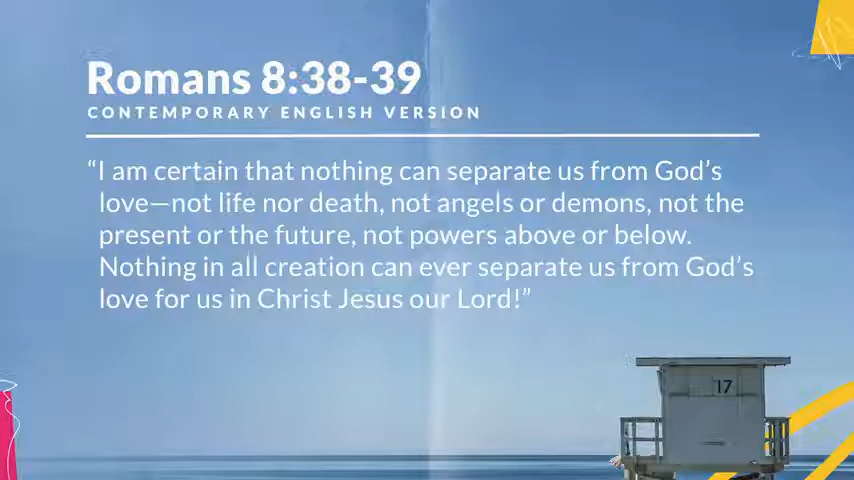 Romans 8:38-39
CONTEMPORARY ENGLISH VERSION
“I am certain that nothing can separate us from God’s
love—not life nor death, not angels or demons, not the
present or the future, not powers above or below.
Nothing in all creation can ever separate us from God’s
love for us in Christ Jesus our Lord!”
17